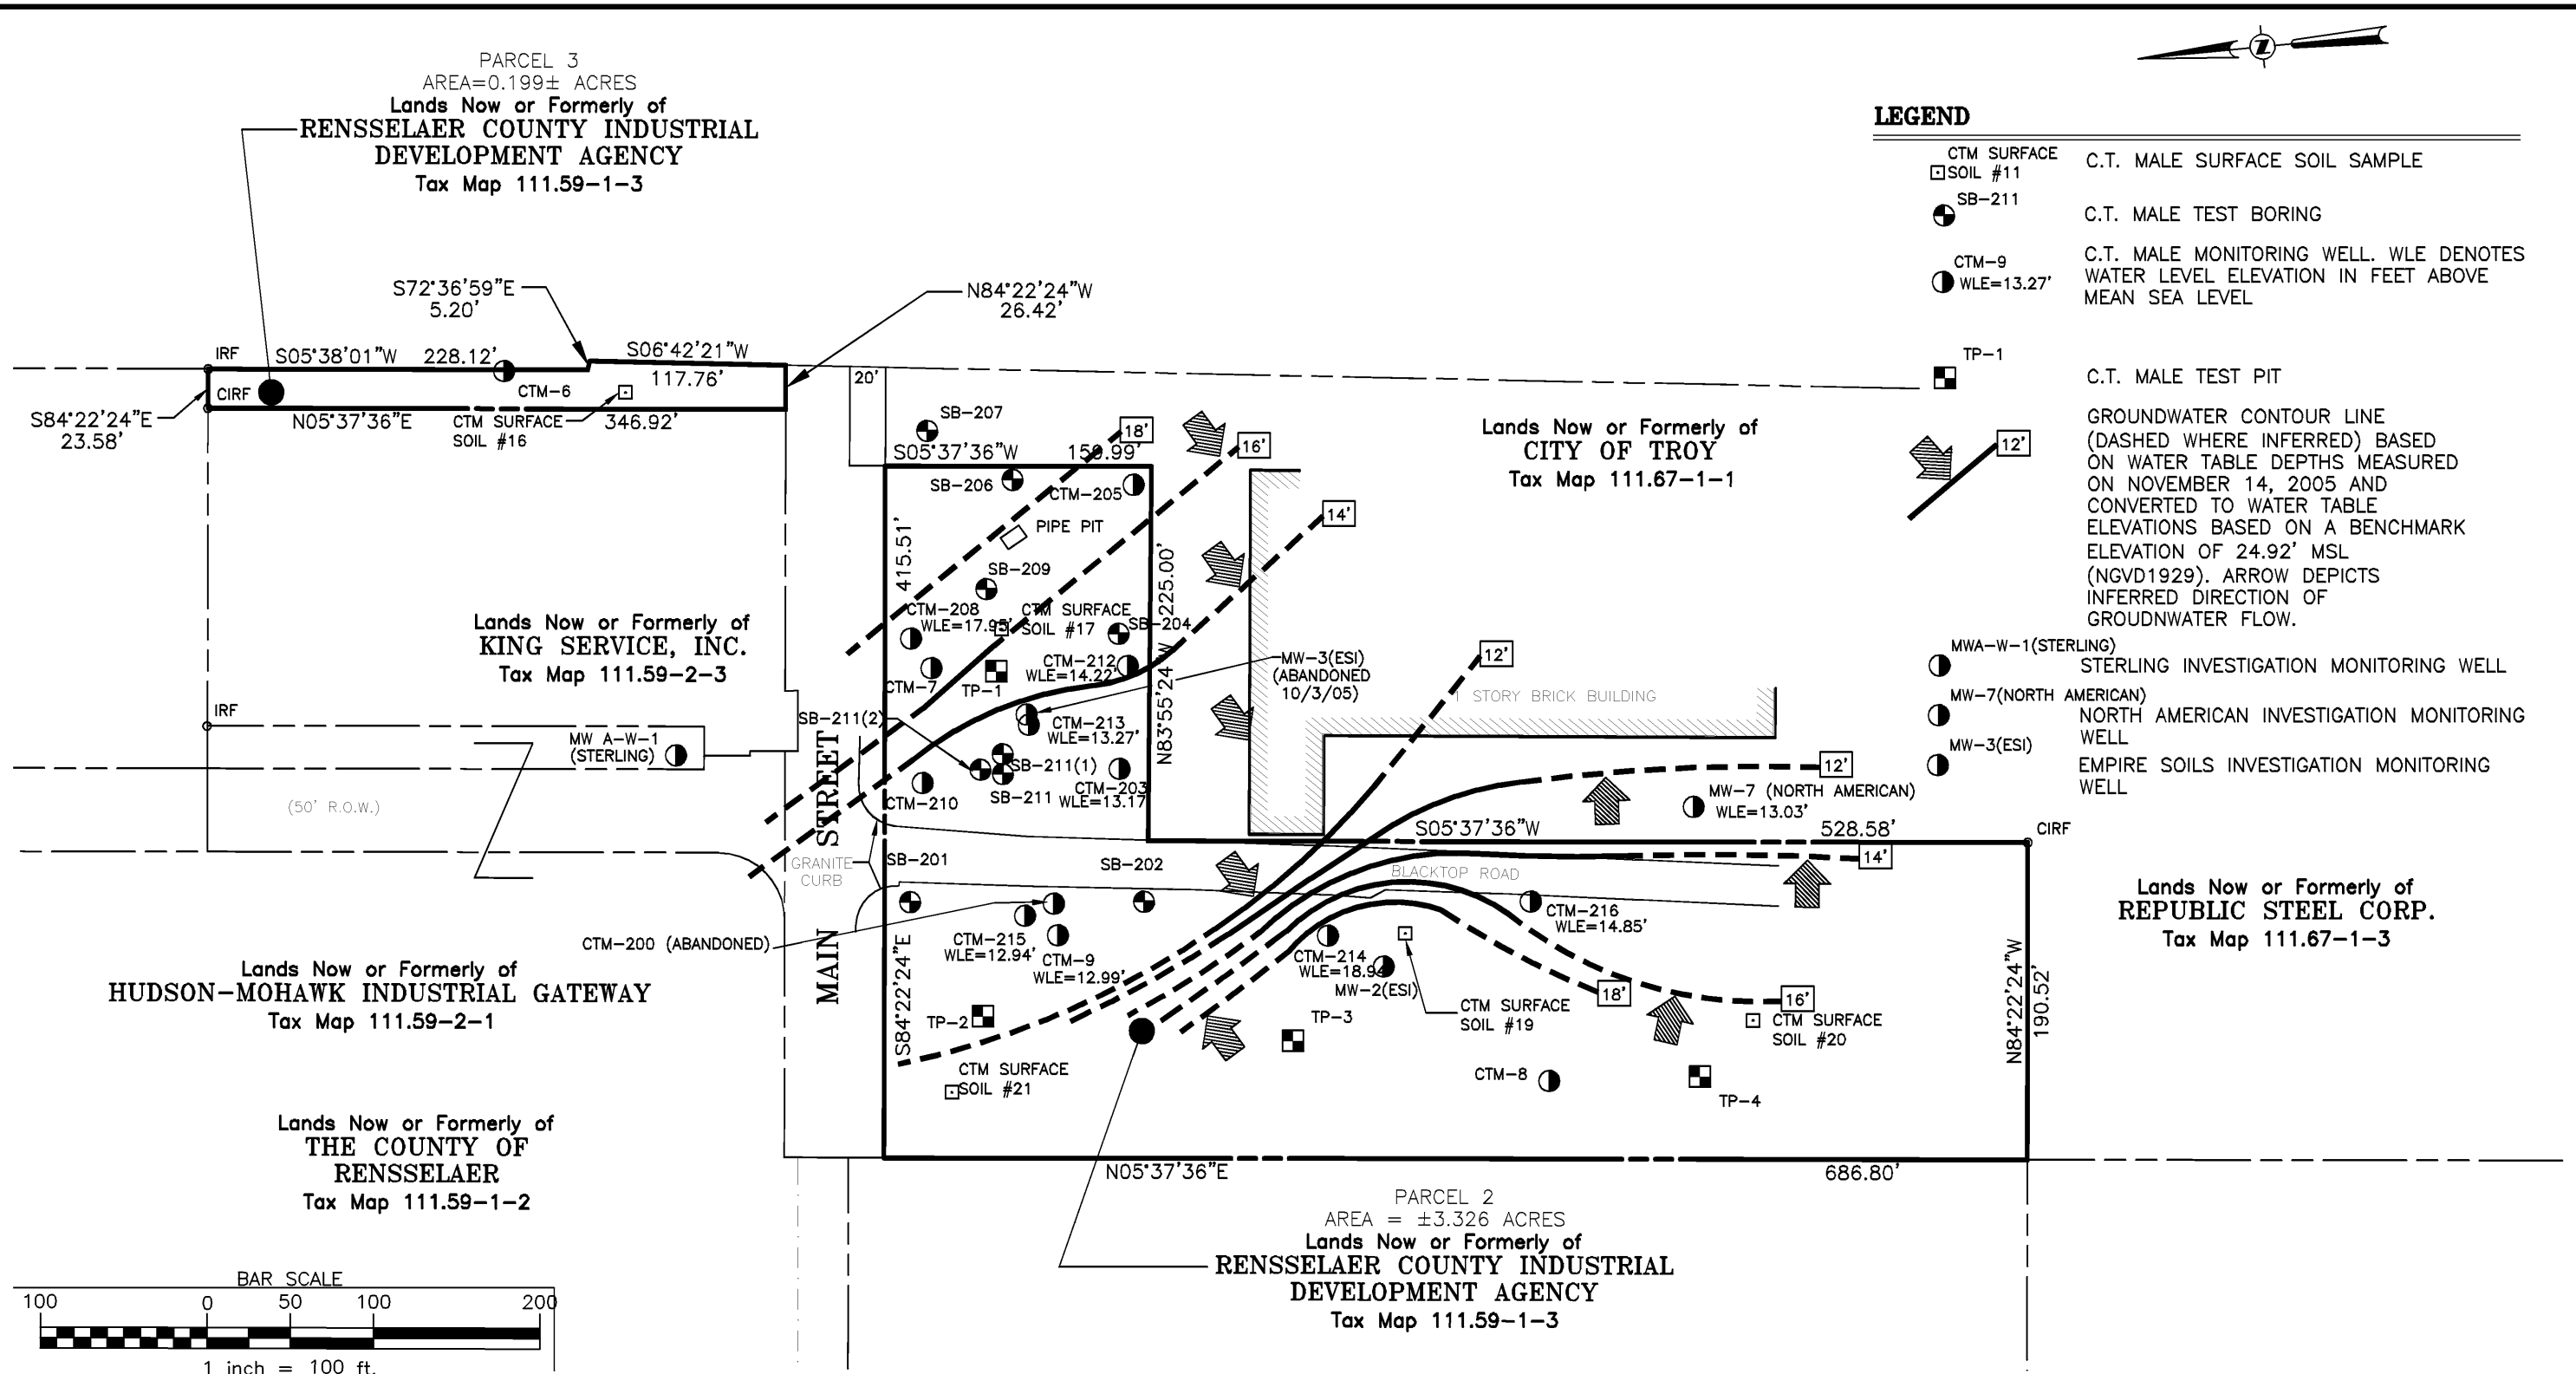 PARCEL 3
AREA=0.199± ACRES
Lands Now or Formerly of
RENSSELAER COUNTY INDUSTRIAL
DEVELOPMENT AGENCY
Tax Map 111.59-1-3
S72°36'59"E
5.20'
N84°22'24"W
26.42'
IRF
S05°38'01"W 228.12'
S06°42'21"W
117.76'
CIRF
CTM-6
S84°22'24"E
23.58'
N05°37'36"E
CTM SURFACE
SOIL #16
346.92'
20'
Z
LEGEND
CTM SURFACE
SOIL #11
C.T. MALE SURFACE SOIL SAMPLE
SB-211
C.T. MALE TEST BORING
CTM-9
WLE=13.27'
C.T. MALE MONITORING WELL. WLE DENOTES
WATER LEVEL ELEVATION IN FEET ABOVE
MEAN SEA LEVEL
TP-1
C.T. MALE TEST PIT
12'
GROUNDWATER CONTOUR LINE
(DASHED WHERE INFERRED) BASED
ON WATER TABLE DEPTHS MEASURED
ON NOVEMBER 14, 2005 AND
CONVERTED TO WATER TABLE
ELEVATIONS BASED ON A BENCHMARK
ELEVATION OF 24.92' MSL
(NGVD1929). ARROW DEPICTS
INFERRED DIRECTION OF
GROUDNWATER FLOW.
MWA-W-1(STERLING)
STERLING INVESTIGATION MONITORING WELL
MW-7(NORTH AMERICAN)
NORTH AMERICAN INVESTIGATION MONITORING
WELL
MW-3(ESI)
EMPIRE SOILS INVESTIGATION MONITORING
WELL
SB-207
18'
16'
14'
S05°37'36"W 159.99'
SB-206
CTM-205
PIPE PIT
415.51'
SB-209
CTM-208
WLE=17.95'
CTM SURFACE
SOIL #17
SB-204
N83°55'24"W 225.00'
CTM-7
TP-1
CTM-212
WLE=14.22'
MW-3(ESI)
(ABANDONED
10/3/05)
SB-211(2)
CTM-213
WLE=13.27'
SB-211(1)
CTM-210
SB-211
CTM-203
WLE=13.17
Lands Now or Formerly of
CITY OF TROY
Tax Map 111.67-1-1
12'
1 STORY BRICK BUILDING
12'
MW-7 (NORTH AMERICAN)
WLE=13.03'
S05°37'36"W 528.58'
CIRF
14'
Lands Now or Formerly of
KING SERVICE, INC.
Tax Map 111.59-2-3
IRF
MW A-W-1
(STERLING)
(50' R.O.W.)
MAIN STREET
GRANITE
CURB
SB-201
SB-202
BLACKTOP ROAD
CTM-200 (ABANDONED)
CTM-215
WLE=12.94'
CTM-9
WLE=12.99'
CTM-214
WLE=18.94
MW-2(ESI)
CTM-216
WLE=14.85'
CTM SURFACE
SOIL #19
18'
16'
CTM SURFACE
SOIL #20
S84°22'24"E
TP-2
TP-3
CTM SURFACE
SOIL #21
CTM-8
TP-4
N84°22'24"W
190.52'
Lands Now or Formerly of
REPUBLIC STEEL CORP.
Tax Map 111.67-1-3
Lands Now or Formerly of
HUDSON-MOHAWK INDUSTRIAL GATEWAY
Tax Map 111.59-2-1
Lands Now or Formerly of
THE COUNTY OF
RENSSELAER
Tax Map 111.59-1-2
N05°37'36"E
686.80'
PARCEL 2
AREA = ±3.326 ACRES
Lands Now or Formerly of
RENSSELAER COUNTY INDUSTRIAL
DEVELOPMENT AGENCY
Tax Map 111.59-1-3
BAR SCALE
100 0 50 100 200
1 inch = 100 ft.